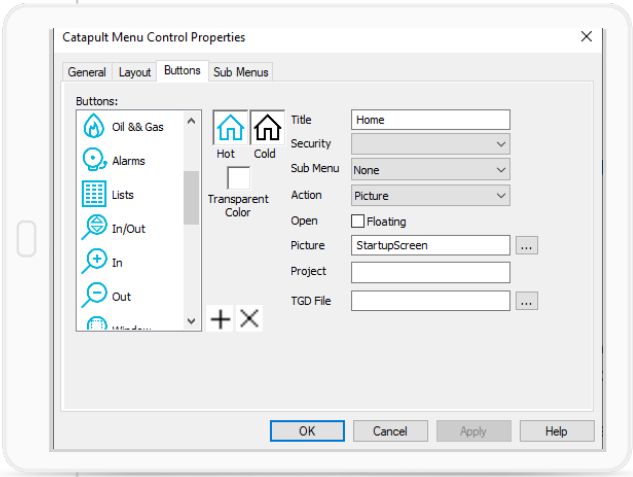 Catapult Menu Control Properties
General Layout Buttons Sub Menus
Buttons:
Oil && Gas
Alarms
Lists
In/Out
In
Out
Hot Cold
Transparent
Color
Title Home
Security
Sub Menu None
Action Picture
Open Floating
Picture StartupScreen ...
Project
TGD File ...
OK Cancel Apply Help